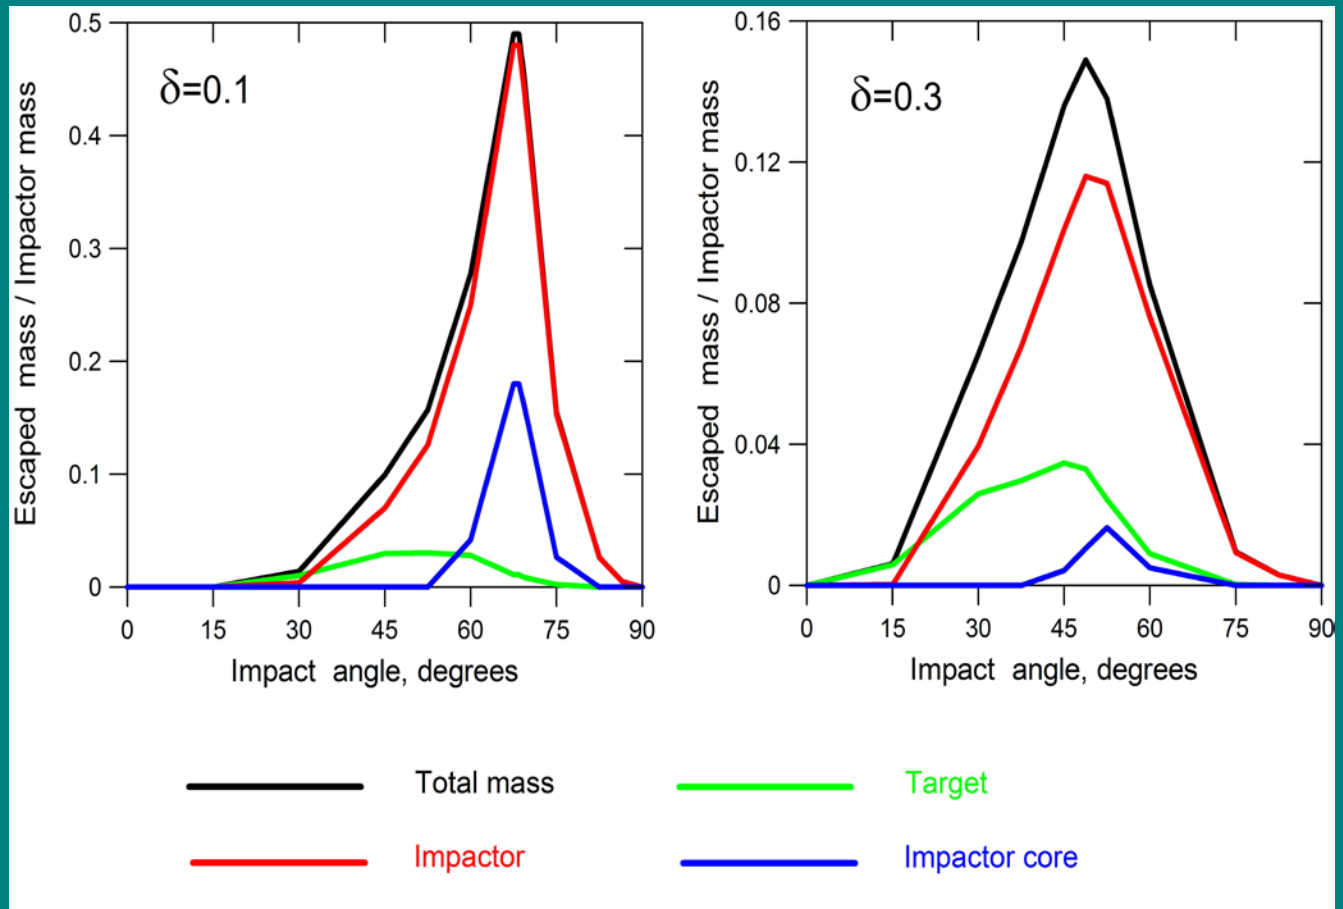 δ=0.1
Escaped mass / Impactor mass
0.5
0.4
0.3
0.2
0.1
0
0 15 30 45 60 75 90
Impact angle, degrees
δ=0.3
Escaped mass / Impactor mass
0.16
0.12
0.08
0.04
0
0 15 30 45 60 75 90
Impact angle, degrees
Total mass
Target
Impactor
Impactor core